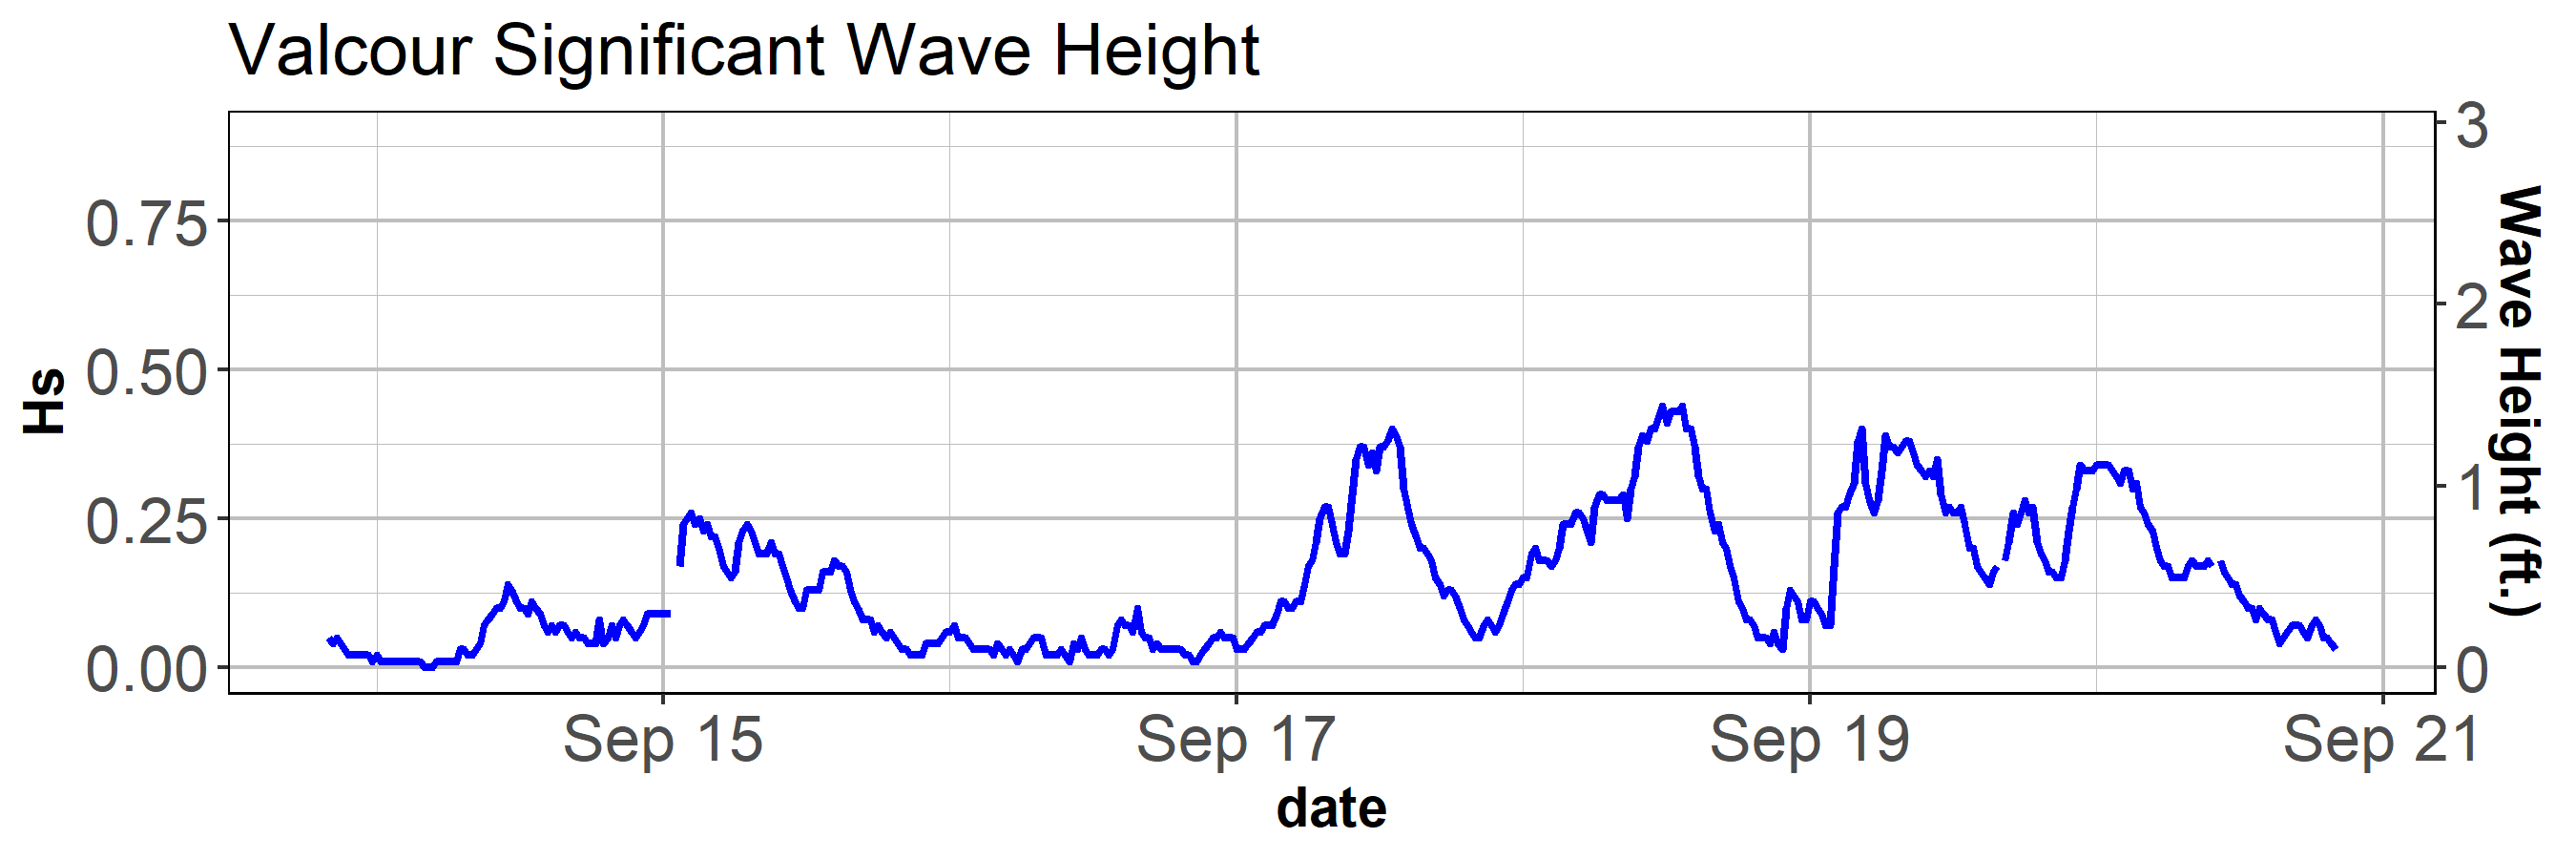 Valcour Significant Wave Height
Hs
0.75
0.50
0.25
0.00
3
2
1
0
Wave Height (ft.)
Sep 15
Sep 17
Sep 19
Sep 21
date